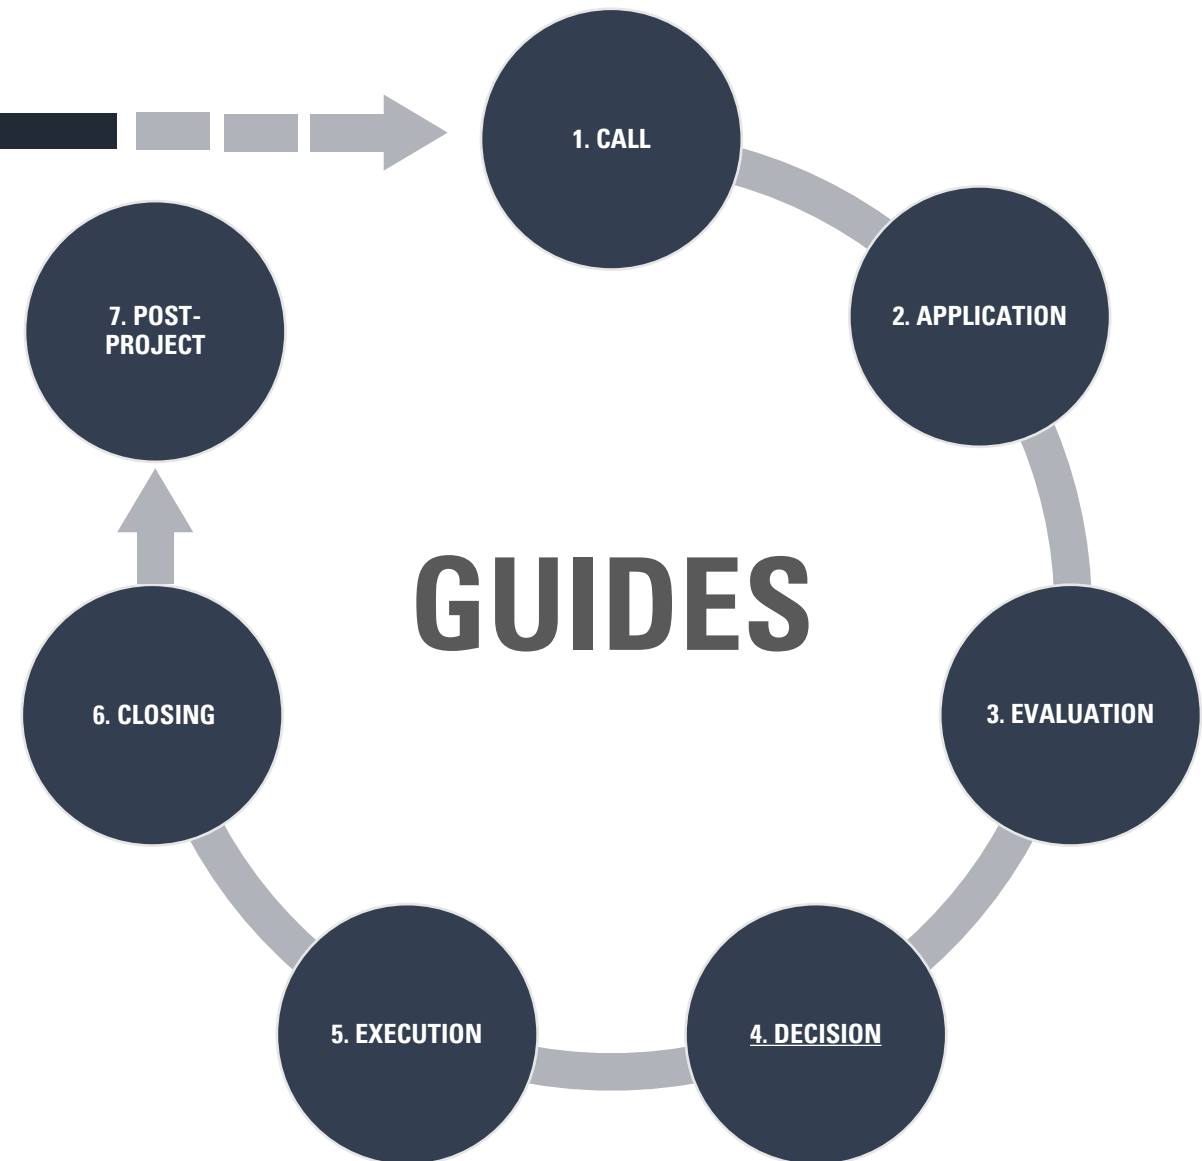 1. CALL
2. APPLICATION
7. POST-
PROJECT
GUIDES
3. EVALUATION
6. CLOSING
5. EXECUTION
4. DECISION